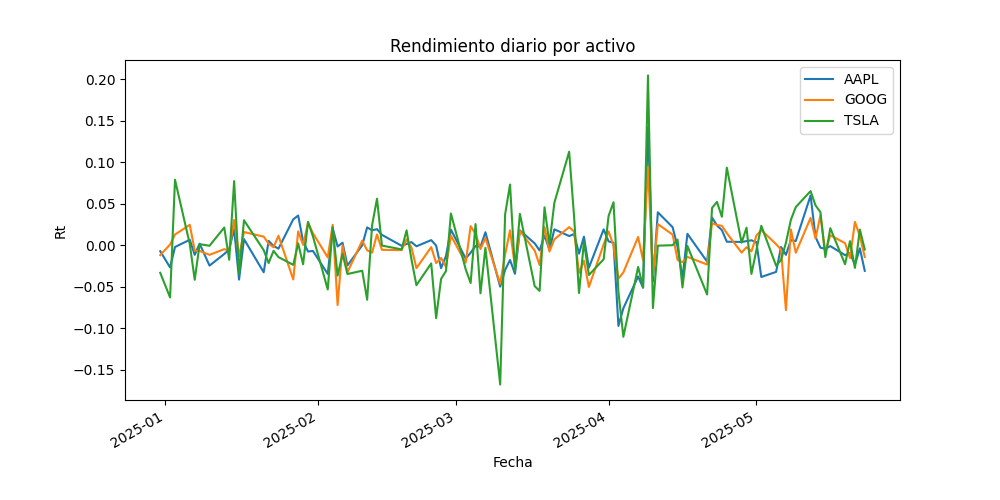 Rendimiento diario por activo
AAPL
GOOG
TSLA
Rt
0.20
0.15
0.10
0.05
0.00
−0.05
−0.10
−0.15
2025-01
2025-02
2025-03
2025-04
2025-05
Fecha